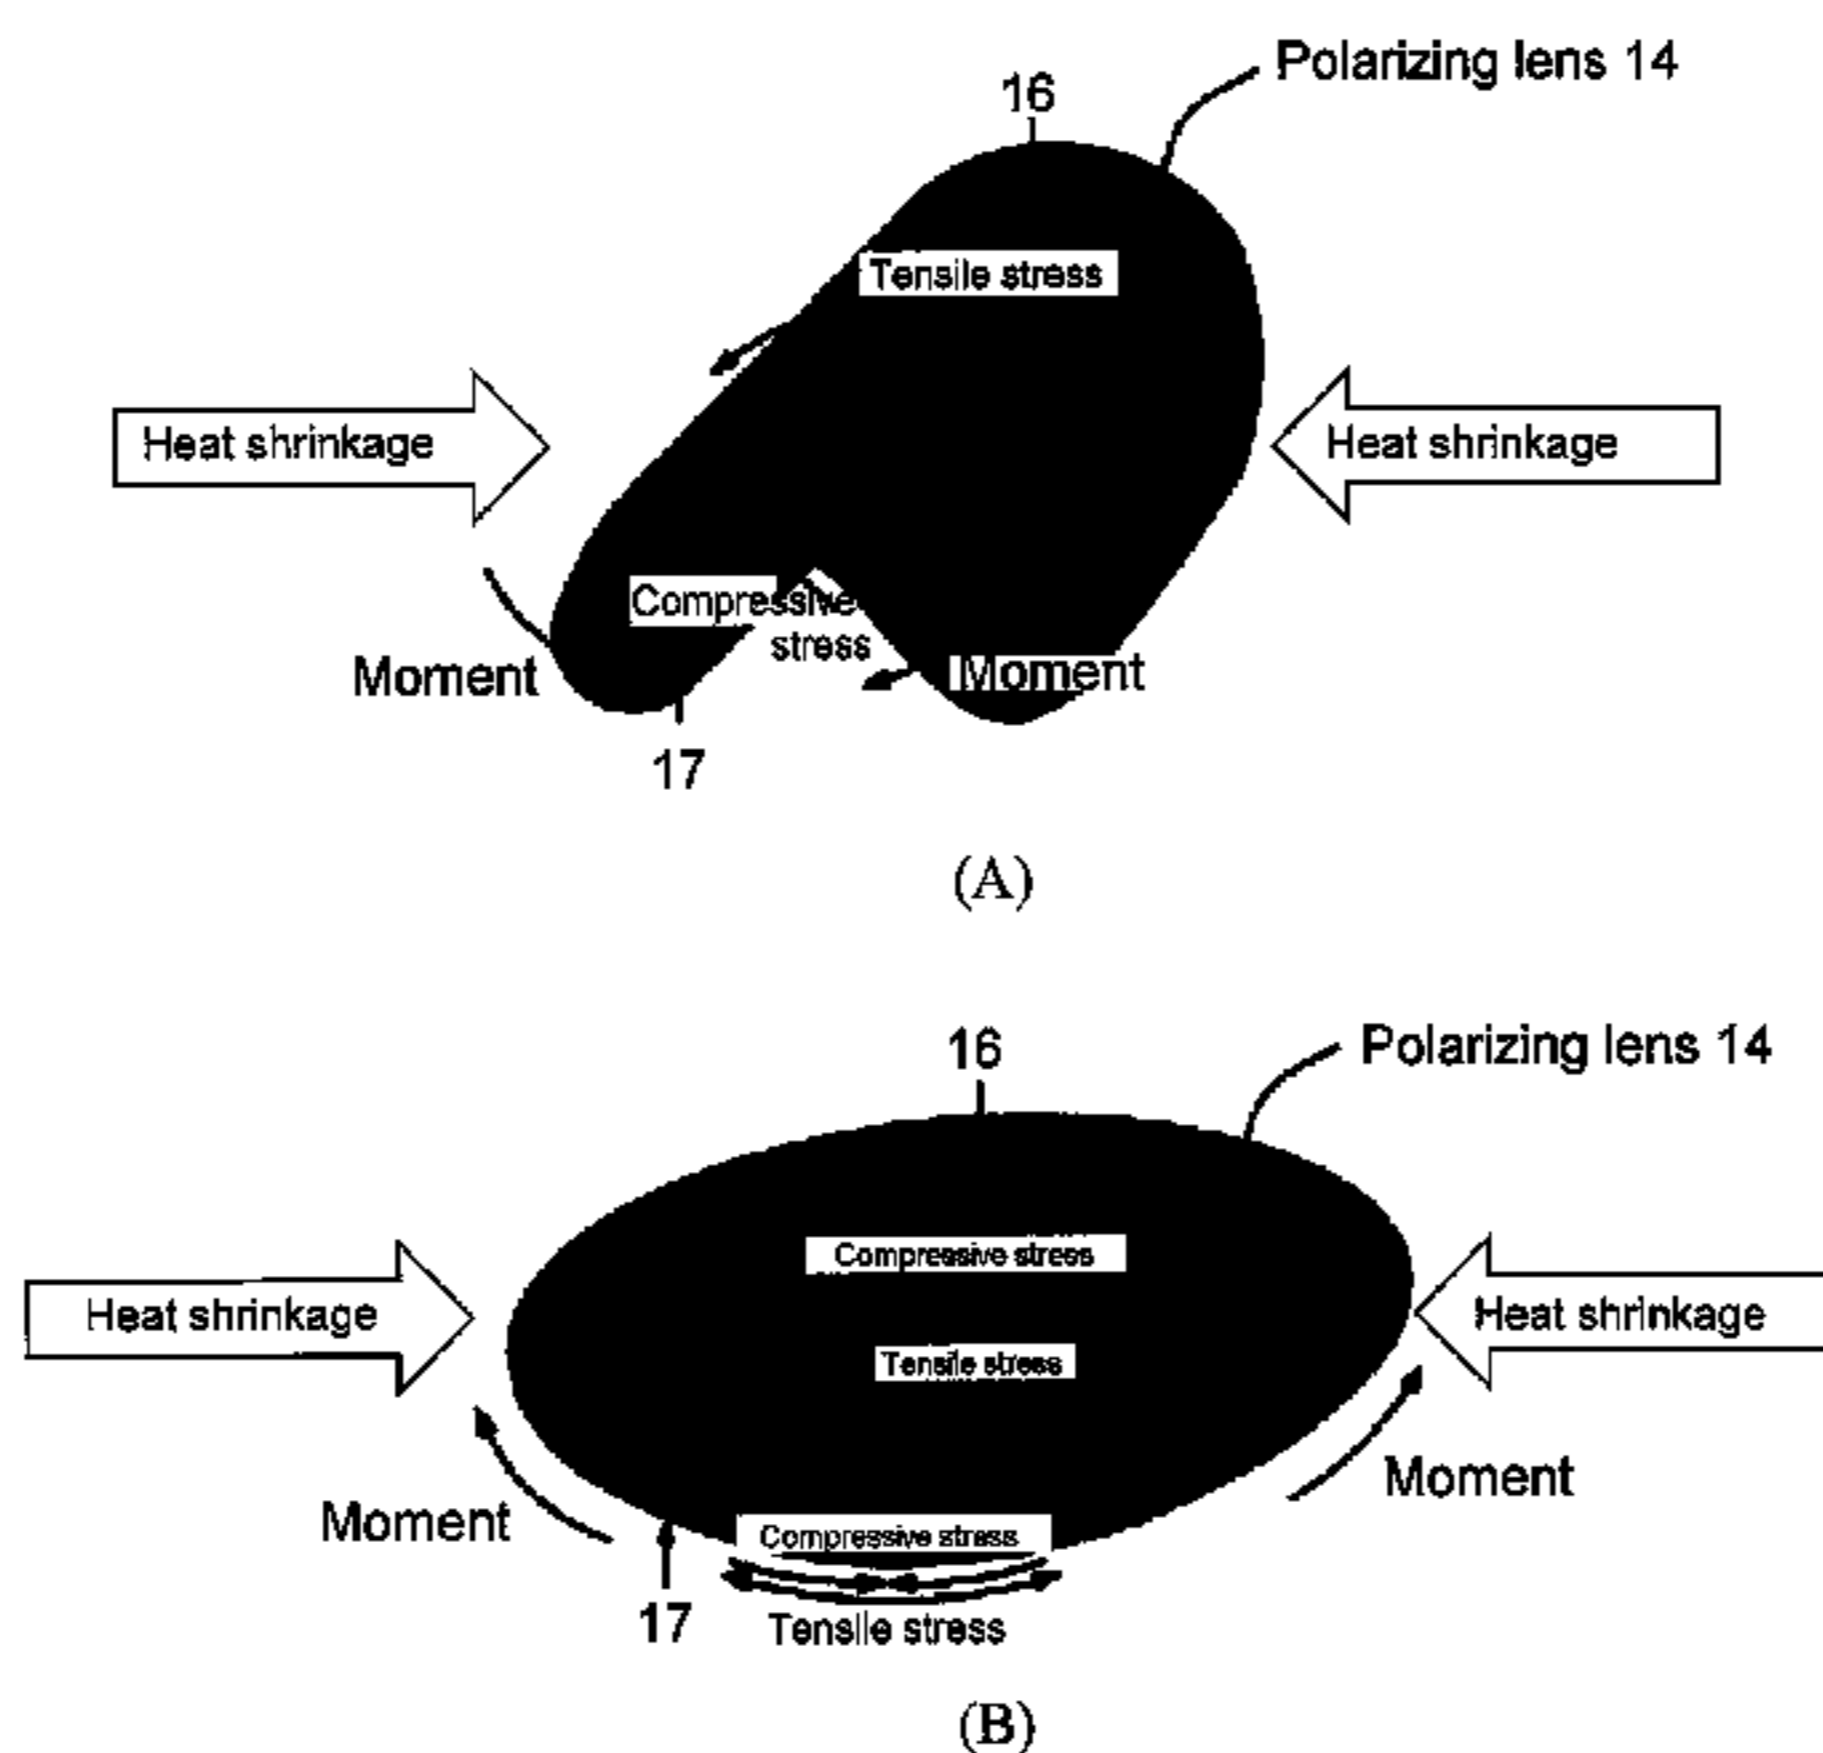 Polarizing lens 14
16
Tensile stress
Heat shrinkage
Heat shrinkage
Compressive
stress
Moment
Moment
17
(A)
Polarizing lens 14
16
Compressive stress
Heat shrinkage
Heat shrinkage
Tensile stress
Moment
Moment
Compressive stress
17
Tensile stress
(B)